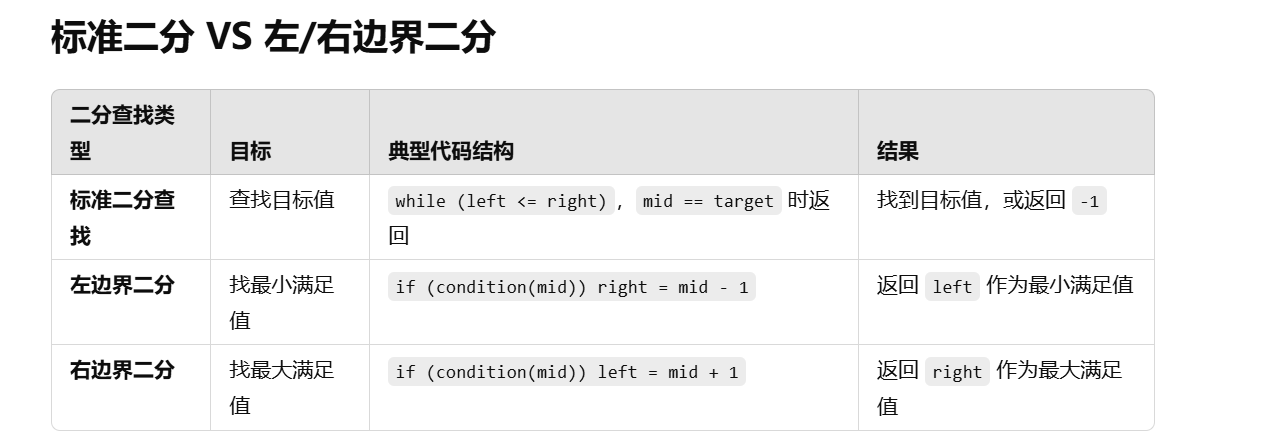 标准二分 VS 左/右边界二分
二分查找类
型
目标
典型代码结构
结果
标准二分查
找
查找目标值
while (left <= right) ，mid == target 时返
回
找到目标值，或返回 -1
左边界二分
找最小满足
值
if (condition(mid)) right = mid - 1
返回 left 作为最小满足值
右边界二分
找最大满足
值
if (condition(mid)) left = mid + 1
返回 right 作为最大满足
值